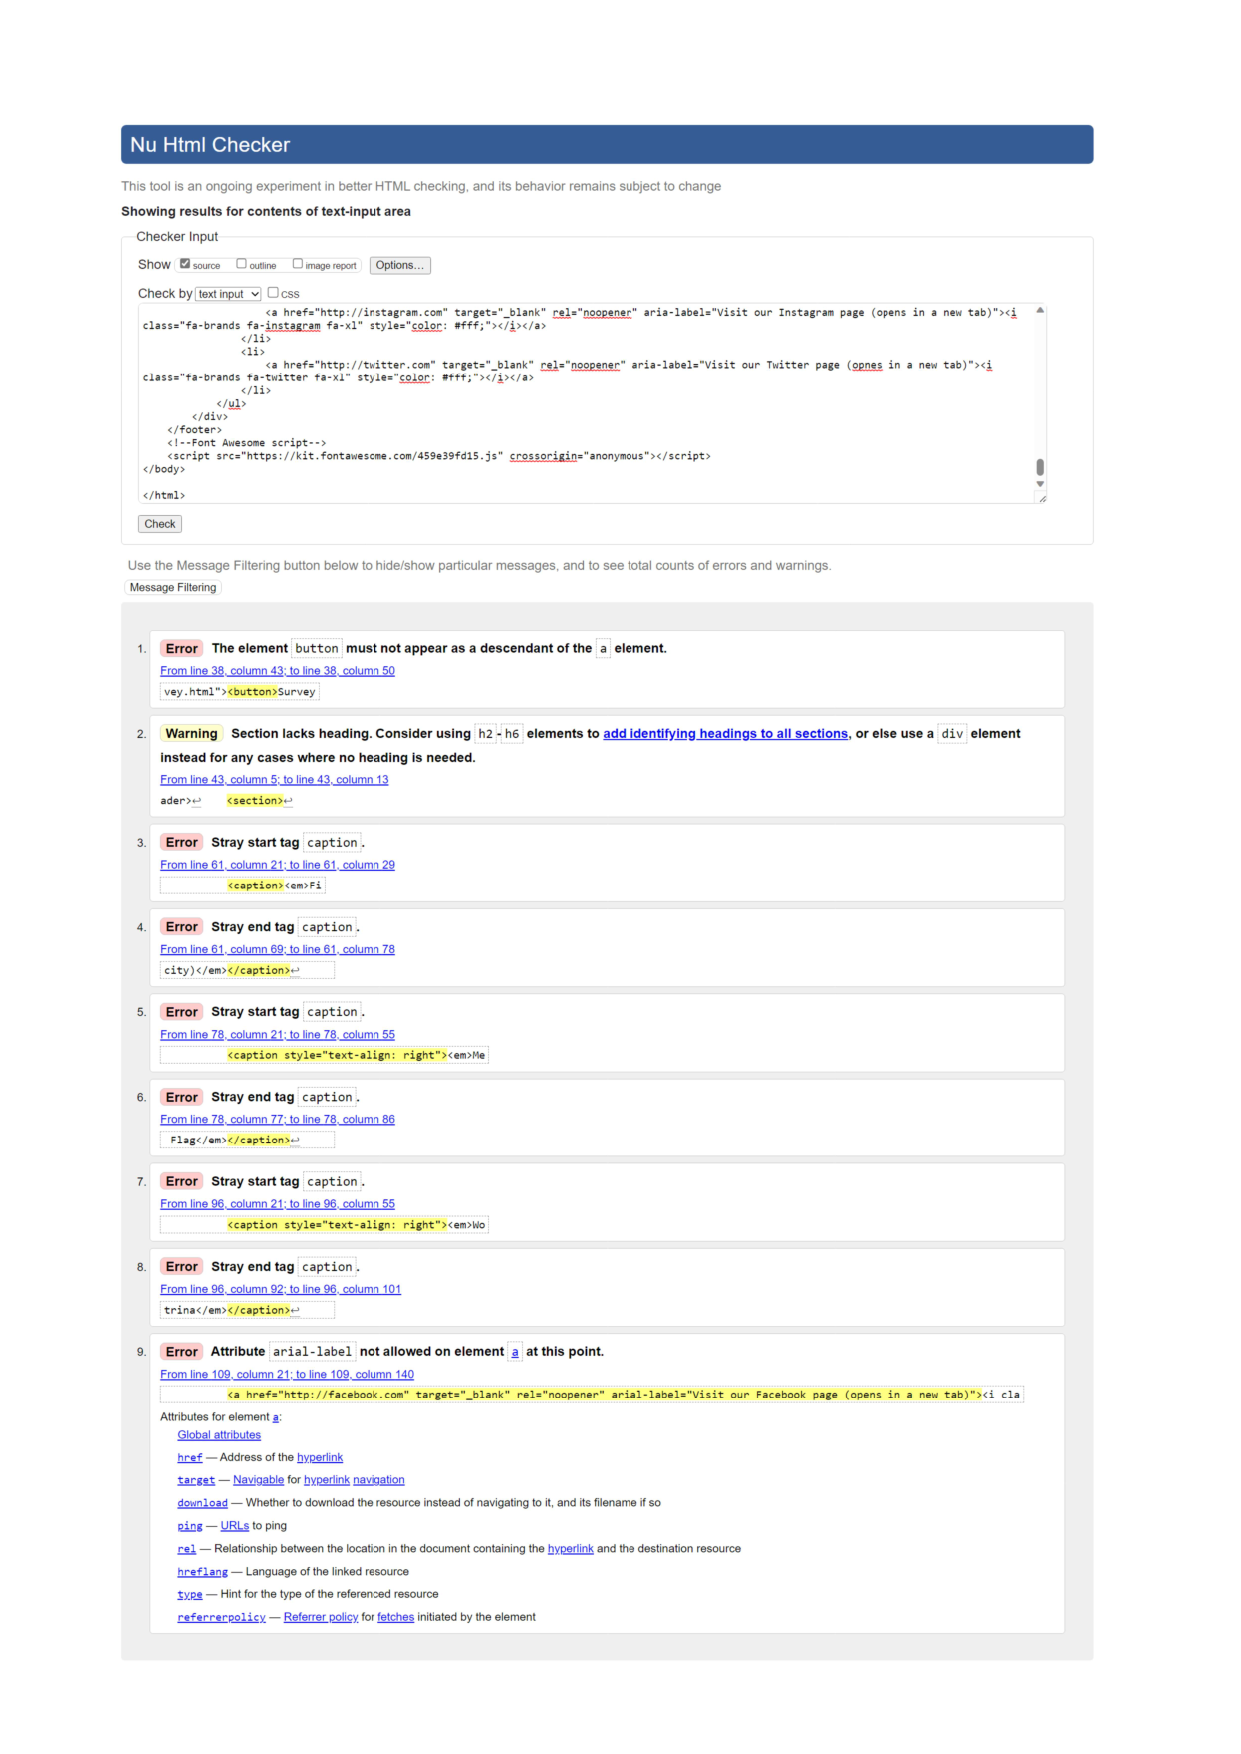 Nu Html Checker
This tool is an ongoing experiment in better HTML checking, and its behavior remains subject to change
Showing results for contents of text-input area
Checker Input
Show source outline image report Options...
Check by text input CSS
<a href="http://instagram.com" target="_blank" rel="noopener" aria-label="Visit our Instagram page (opens in a new tab)"><i
class="fa-brands fa-instagram fa-xl" style="color: #fff;"></i></a>
</li>
<li>
<a href="http://twitter.com" target="_blank" rel="noopener" aria-label="Visit our Twitter page (opnes in a new tab)"><i
class="fa-brands fa-twitter fa-xl" style="color: #fff;"></i></a>
</li>
</ul>
</div>
</footer>
<!--Font Awesome script-->
<script src="https://kit.fontawesome.com/459e39fd15.js" crossorigin="anonymous"></script>
</body>
</html>
Check
Use the Message Filtering button below to hide/show particular messages, and to see total counts of errors and warnings.
Message Filtering
1. Error The element button must not appear as a descendant of the a element.
From line 38, column 43; to line 38, column 50
vey.html"><button>Survey
2. Warning Section lacks heading. Consider using h2-h6 elements to add identifying headings to all sections, or else use a div element
instead for any cases where no heading is needed.
From line 43, column 5; to line 43, column 13
ader>↩ <section>↩
3. Error Stray start tag caption.
From line 61, column 21; to line 61, column 29
<caption><em>Fi
4. Error Stray end tag caption.
From line 61, column 69; to line 61, column 78
city)</em></caption>↩
5. Error Stray start tag caption.
From line 78, column 21; to line 78, column 55
<caption style="text-align: right"><em>Me
6. Error Stray end tag caption.
From line 78, column 77; to line 78, column 86
Flag</em></caption>↩
7. Error Stray start tag caption.
From line 96, column 21; to line 96, column 55
<caption style="text-align: right"><em>Wo
8. Error Stray end tag caption.
From line 96, column 92; to line 96, column 101
trina</em></caption>↩
9. Error Attribute arial-label not allowed on element a at this point.
From line 109, column 21; to line 109, column 140
<a href="http://facebook.com" target="_blank" rel="noopener" arial-label="Visit our Facebook page (opens in a new tab)"><i cla
Attributes for element a:
Global attributes
href — Address of the hyperlink
target — Navigable for hyperlink navigation
download — Whether to download the resource instead of navigating to it, and its filename if so
ping — URLs to ping
rel — Relationship between the location in the document containing the hyperlink and the destination resource
hreflang — Language of the linked resource
type — Hint for the type of the referenced resource
referrerpolicy — Referrer policy for fetches initiated by the element